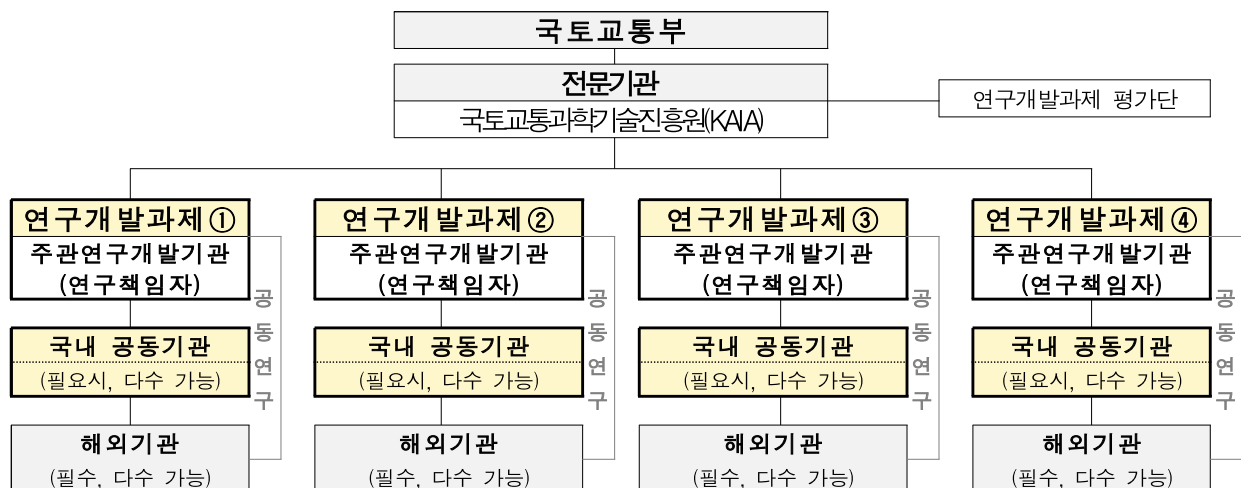 국토교통부
전문기관
국토교통과학기술진흥원(KAIA)
연구개발과제 평가단
연구개발과제①
주관연구개발기관
(연구책임자)
국내 공동기관
(필요시, 다수 가능)
해외기관
(필수, 다수 가능)
공동연구
연구개발과제②
주관연구개발기관
(연구책임자)
국내 공동기관
(필요시, 다수 가능)
해외기관
(필수, 다수 가능)
공동연구
연구개발과제③
주관연구개발기관
(연구책임자)
국내 공동기관
(필요시, 다수 가능)
해외기관
(필수, 다수 가능)
공동연구
연구개발과제④
주관연구개발기관
(연구책임자)
국내 공동기관
(필요시, 다수 가능)
해외기관
(필수, 다수 가능)
공동연구